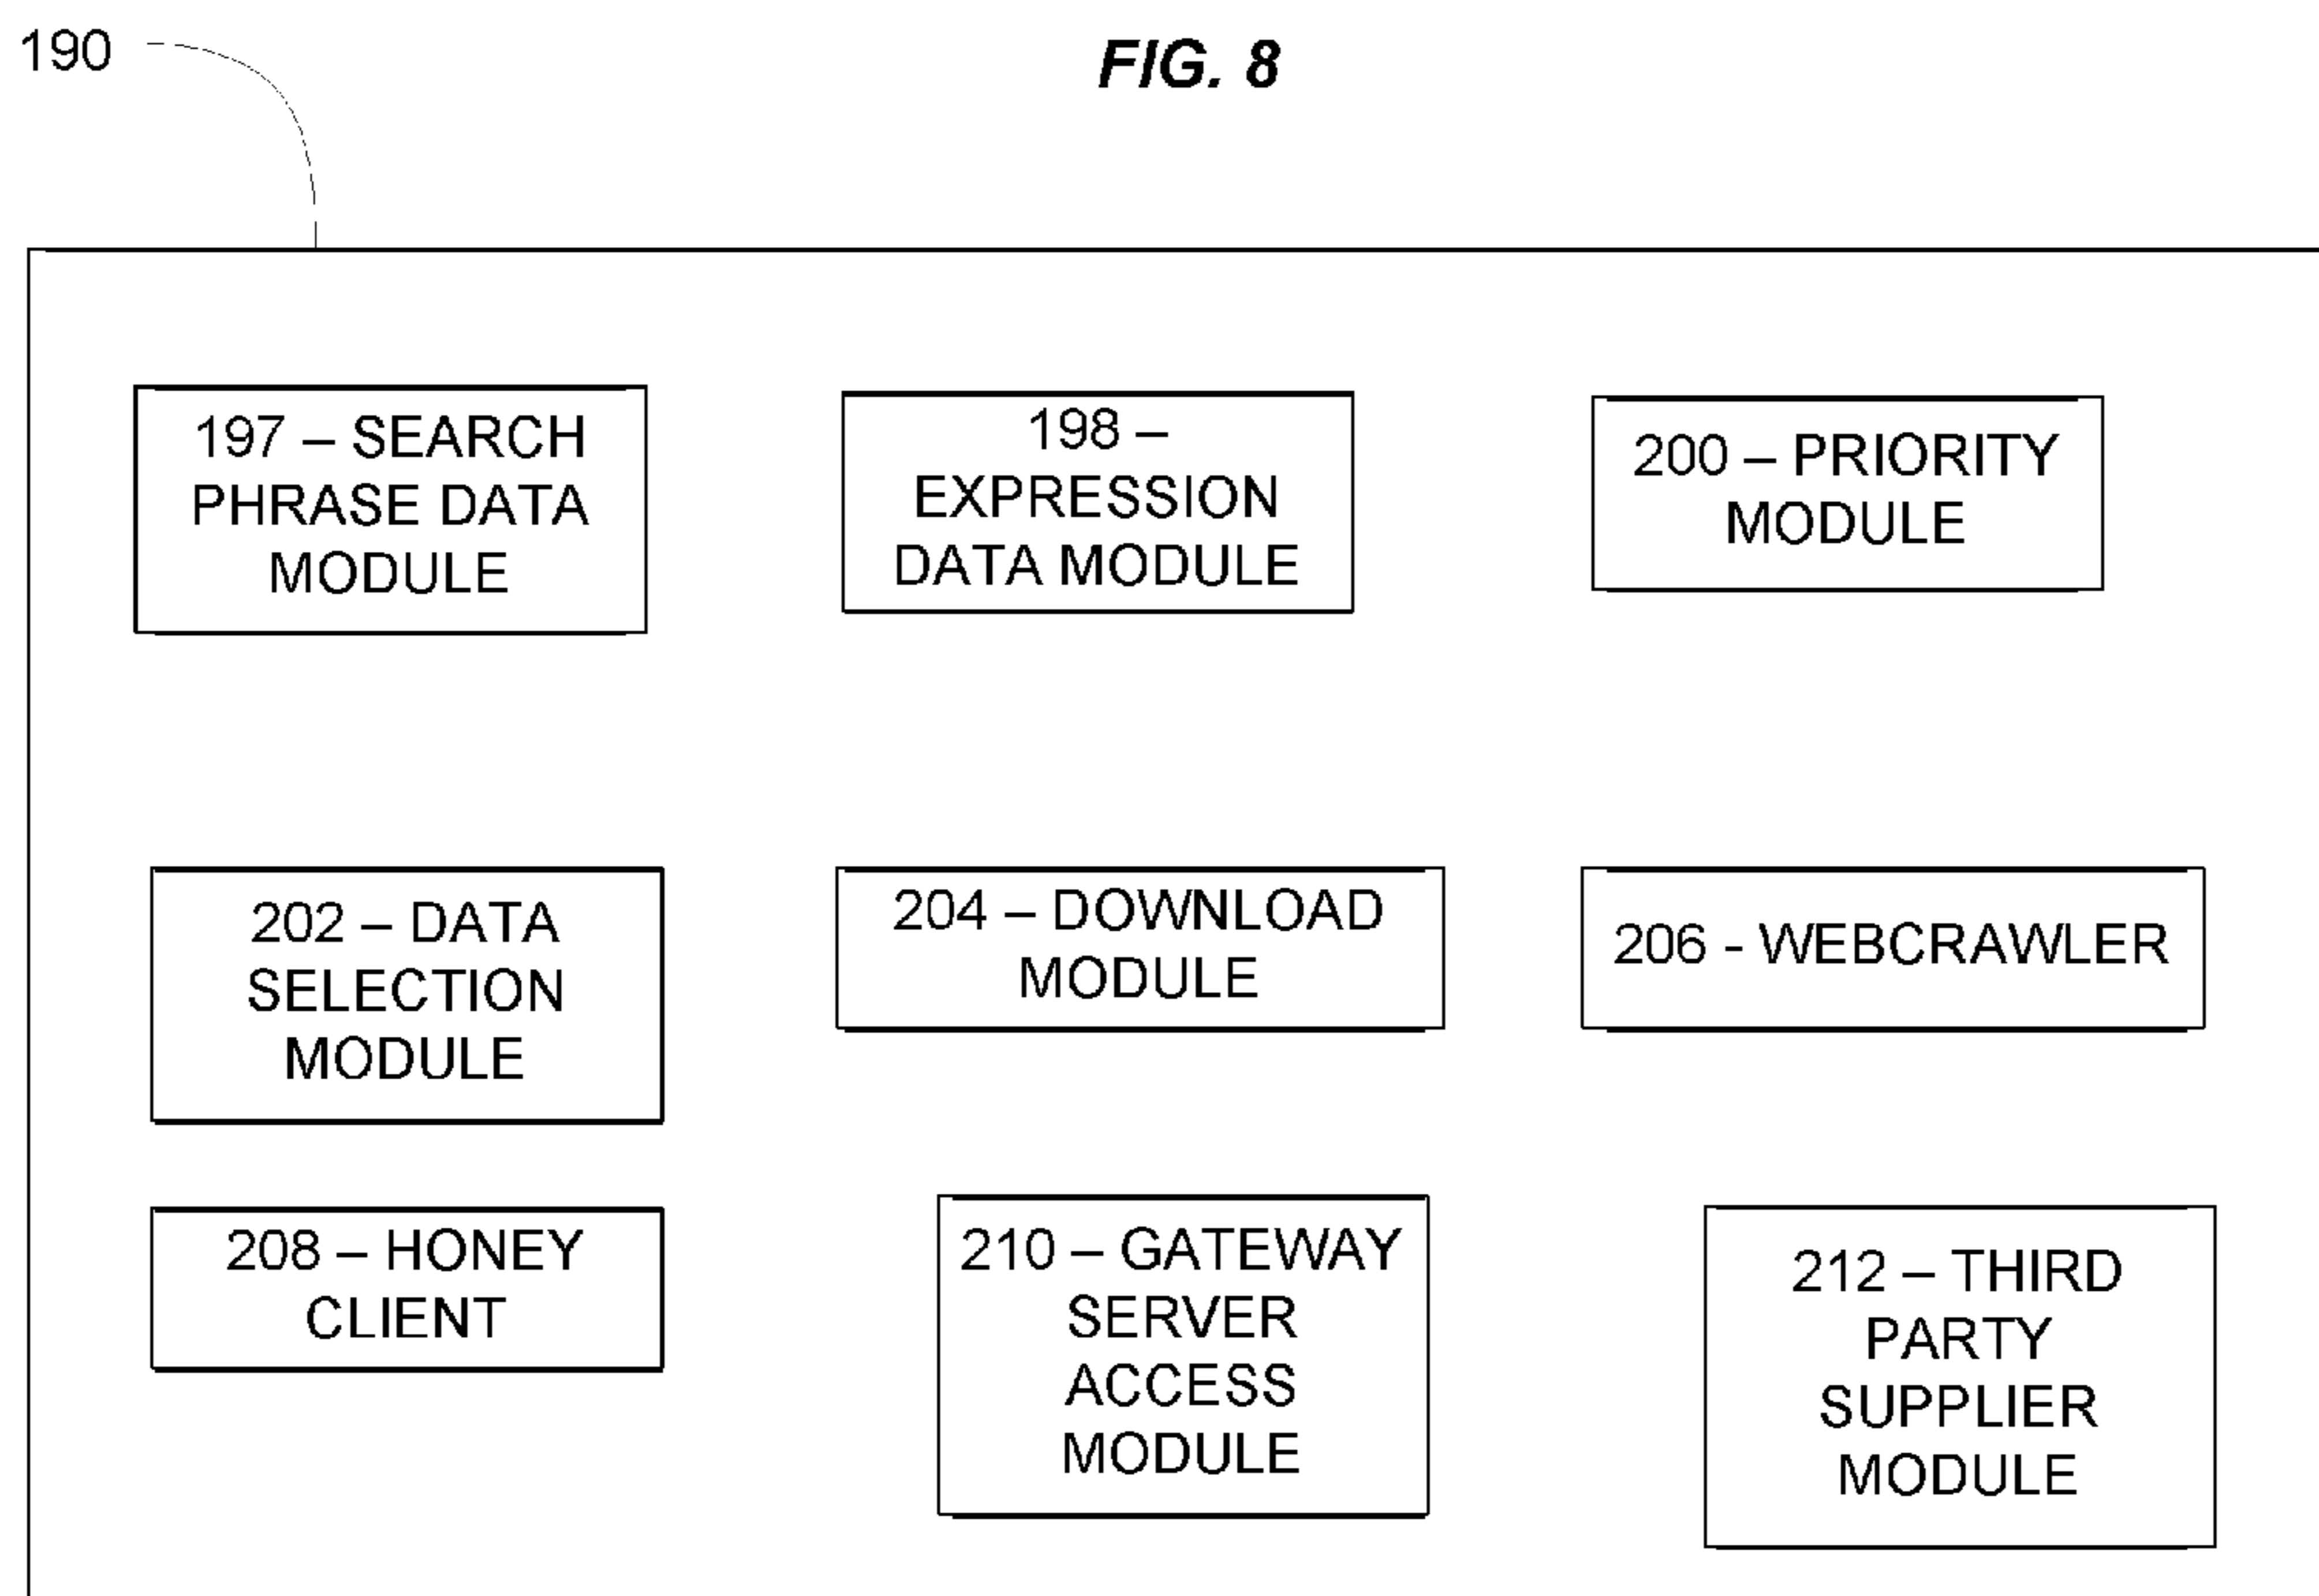 190
FIG. 8
197 – SEARCH
PHRASE DATA
MODULE
198 –
EXPRESSION
DATA MODULE
200 – PRIORITY
MODULE
202 – DATA
SELECTION
MODULE
204 – DOWNLOAD
MODULE
206 - WEBCRAWLER
208 – HONEY
CLIENT
210 – GATEWAY
SERVER
ACCESS
MODULE
212 – THIRD
PARTY
SUPPLIER
MODULE